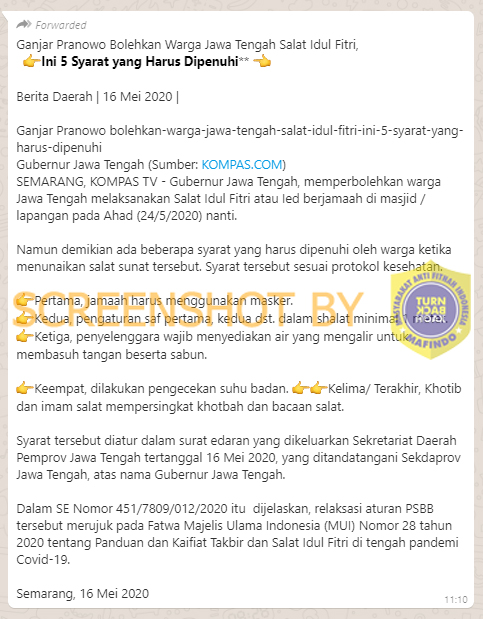 Forwarded
Ganjar Pranowo Bolehkan Warga Jawa Tengah Salat Idul Fitri,
👉Ini 5 Syarat yang Harus Dipenuhi** 👈
Berita Daerah | 16 Mei 2020 |
Ganjar Pranowo bolehkan-warga-jawa-tengah-salat-idul-fitri-ini-5-syarat-yang-
harus-dipenuhi
Gubernur Jawa Tengah (Sumber: KOMPAS.COM)
SEMARANG, KOMPAS TV - Gubernur Jawa Tengah, memperbolehkan warga
Jawa Tengah melaksanakan Salat Idul Fitri atau Ied berjamaah di masjid /
lapangan pada Ahad (24/5/2020) nanti.
Namun demikian ada beberapa syarat yang harus dipenuhi oleh warga ketika
menunaikan salat sunat tersebut. Syarat tersebut sesuai protokol kesehatan.
👉Pertama, jamaah harus menggunakan masker.
👉Kedua, pengaturan saf pertama, kedua dst. dalam shalat minimal 1
👉Ketiga, penyelenggara wajib menyediakan air yang mengalir untuk
membasuh tangan beserta sabun.
👉Keempat, dilakukan pengecekan suhu badan. 👉👉Kelima/ Terakhir, Khotib
dan imam salat mempersingkat khotbah dan bacaan salat.
Syarat tersebut diatur dalam surat edaran yang dikeluarkan Sekretariat Daerah
Pemprov Jawa Tengah tertanggal 16 Mei 2020, yang ditandatangani Sekdaprov
Jawa Tengah, atas nama Gubernur Jawa Tengah.
Dalam SE Nomor 451/7809/012/2020 itu  dijelaskan, relaksasi aturan PSBB
tersebut merujuk pada Fatwa Majelis Ulama Indonesia (MUI) Nomor 28 tahun
2020 tentang Panduan dan Kaifiat Takbir dan Salat Idul Fitri di tengah pandemi
Covid-19.
Semarang, 16 Mei 2020
11:10
SCREENSHOT BY
MASYARAKAT ANTI FITNAH INDONESIA
TURN
BACK
HOAX
MAFINDO